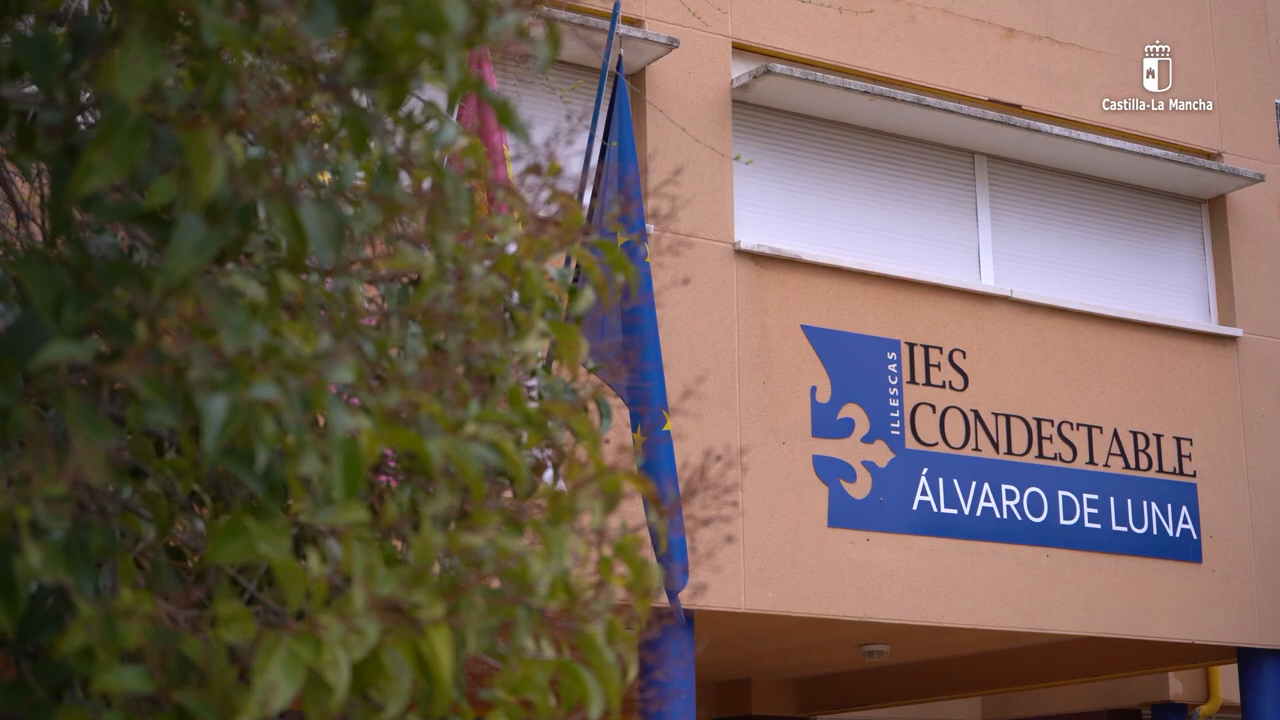 Castilla-La Mancha
ILLESCAS
IES
CONDESTABLE
ÁLVARO DE LUNA